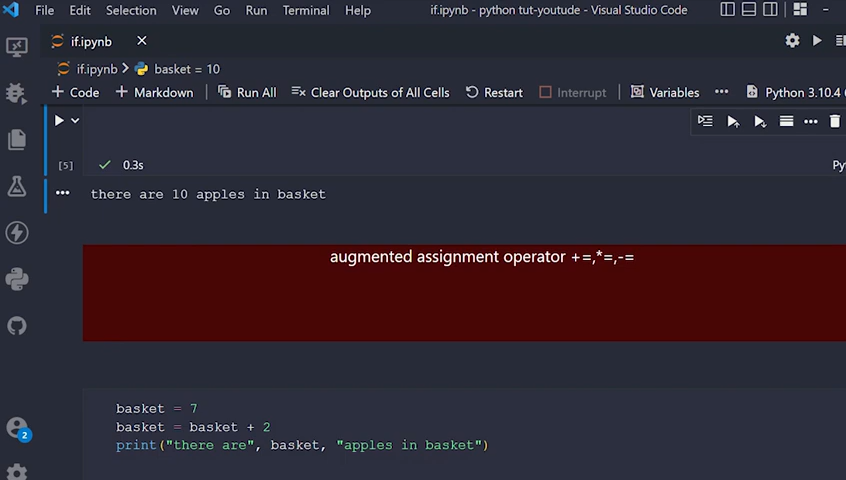 File Edit Selection View Go Run Terminal Help if.ipynb - python tut-youtude - Visual Studio Code
if.ipynb
if.ipynb basket = 10
Code Markdown Run All Clear Outputs of All Cells Restart Interrupt Variables Python 3.10.4
[5] 0.3s Py
there are 10 apples in basket
augmented assignment operator +=,*=,-=
basket = 7
basket = basket + 2
print("there are", basket, "apples in basket")
2